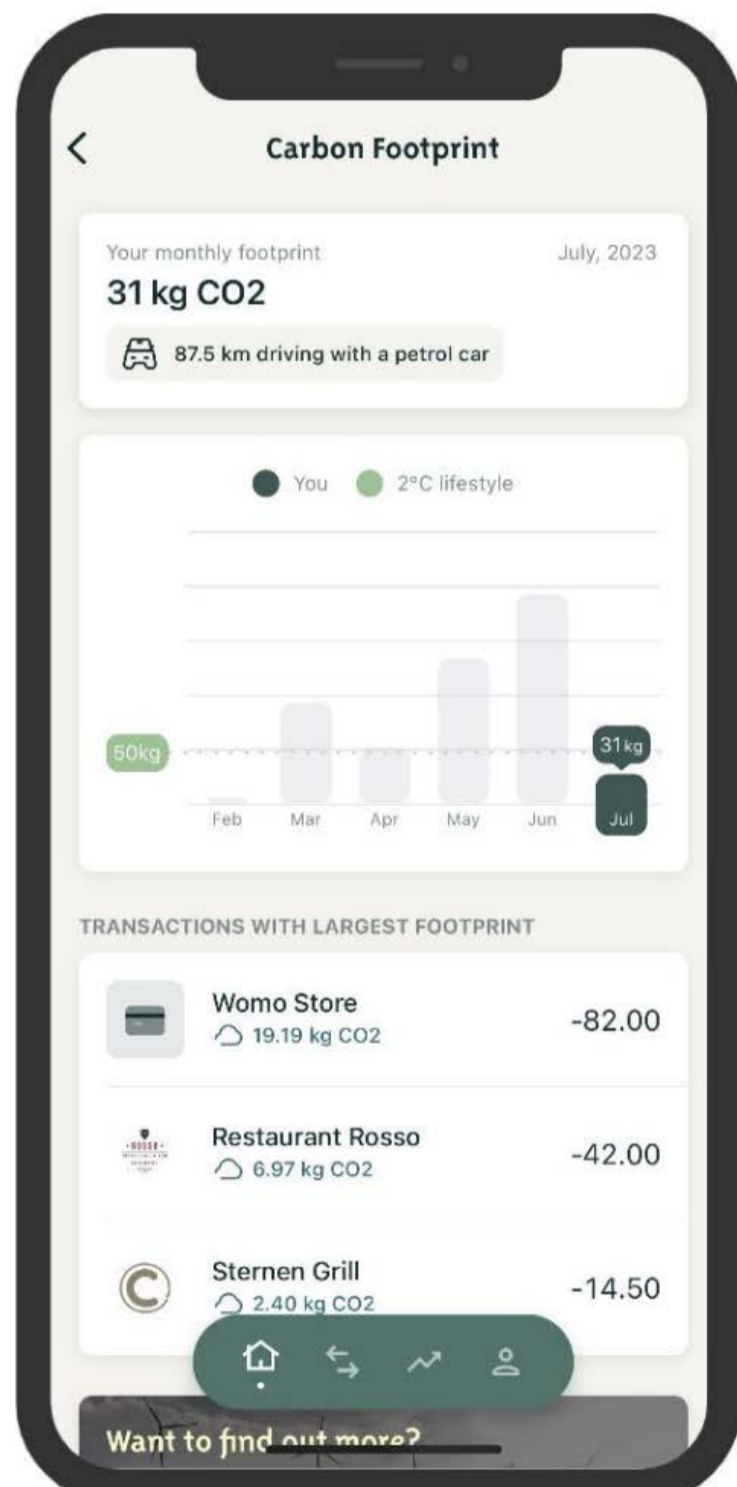 Carbon Footprint
Your monthly footprint
July, 2023
31 kg CO2
87.5 km driving with a petrol car
You
2°C lifestyle
50kg
31 kg
Feb
Mar
Apr
May
Jun
Jul
TRANSACTIONS WITH LARGEST FOOTPRINT
Womo Store
19.19 kg CO2
-82.00
ROSSO
Restaurant Rosso
6.97 kg CO2
-42.00
C
Sternen Grill
2.40 kg CO2
-14.50
Want to find out more?